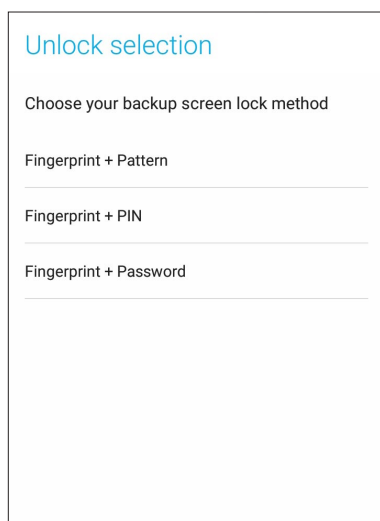 Unlock selection
Choose your backup screen lock method
Fingerprint + Pattern
Fingerprint + PIN
Fingerprint + Password